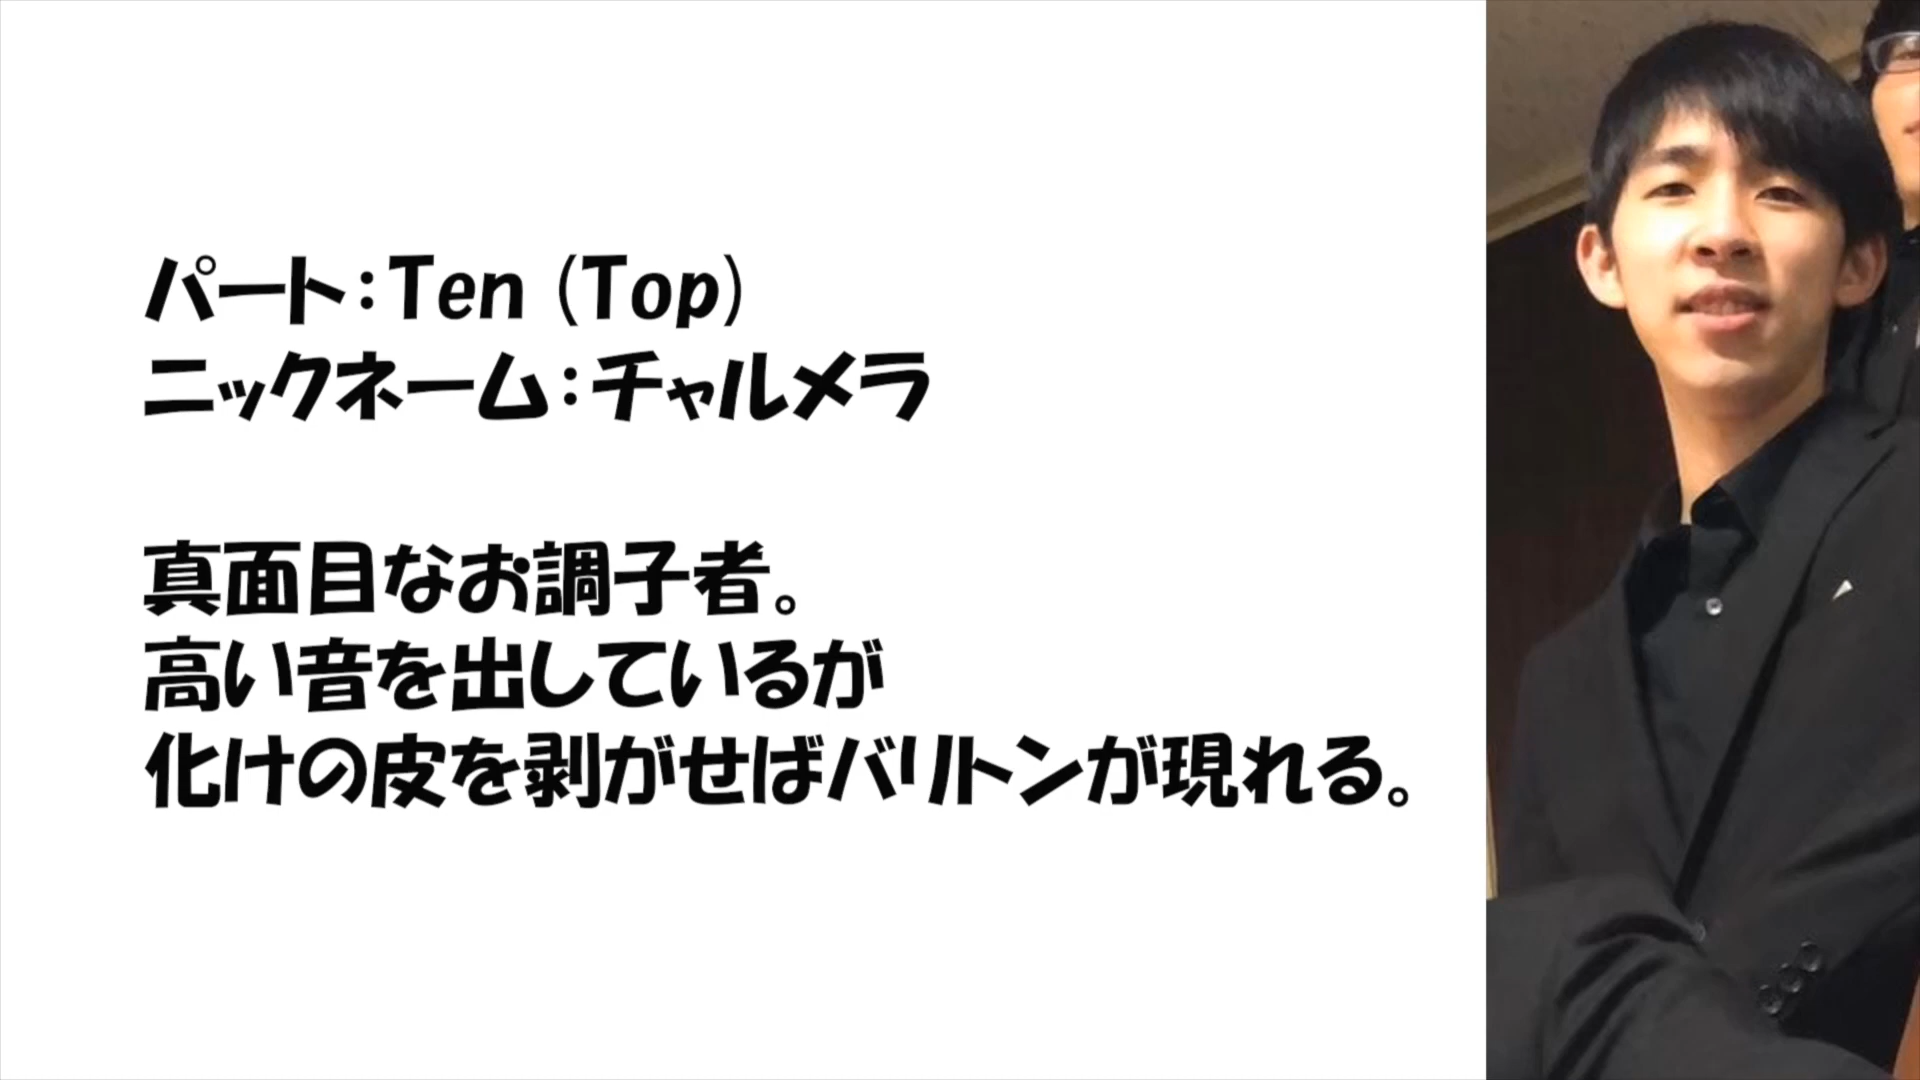 パート：Ten (Top)
ニックネーム：チャルメラ
真面目なお調子者。
高い音を出しているが
化けの皮を剥がせばバリトンが現れる。